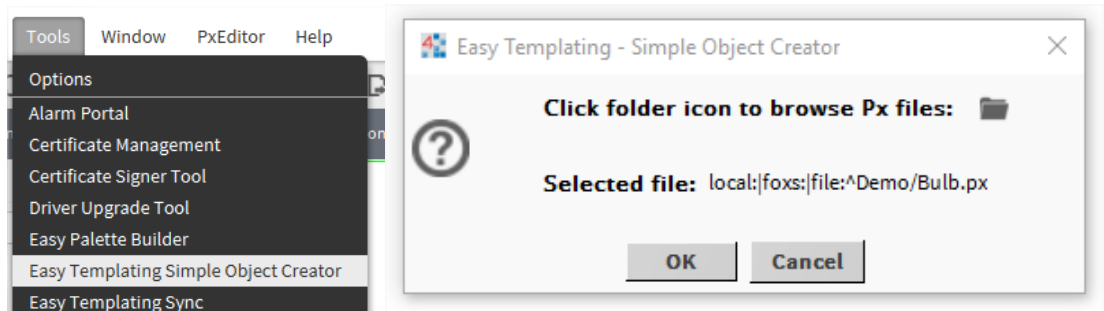 Tools Window PxEditor Help
Options
Alarm Portal
Certificate Management
Certificate Signer Tool
Driver Upgrade Tool
Easy Palette Builder
Easy Templating Simple Object Creator
Easy Templating Sync
Easy Templating - Simple Object Creator
Click folder icon to browse Px files:
Selected file: local:|foxs:|file:^Demo/Bulb.px
OK Cancel